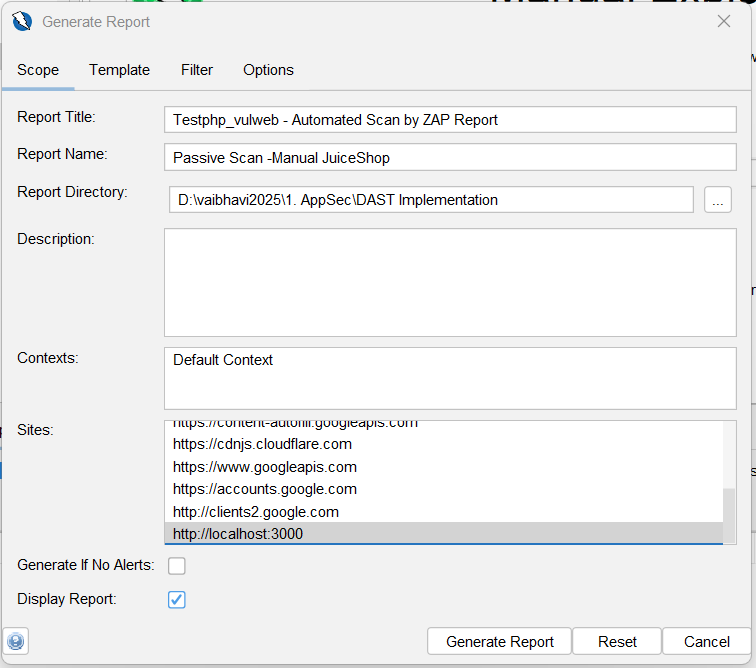 Generate Report
Scope Template Filter Options
Report Title: Testphp_vulweb - Automated Scan by ZAP Report
Report Name: Passive Scan -Manual JuiceShop
Report Directory: D:\vaibhavi2025\1. AppSec\DAST Implementation ...
Description:
Contexts: Default Context
https://content-autofill.googleapis.com
Sites:
https://cdnjs.cloudflare.com
https://www.googleapis.com
https://accounts.google.com
http://clients2.google.com
http://localhost:3000
Generate If No Alerts:
Display Report:
Generate Report Reset Cancel